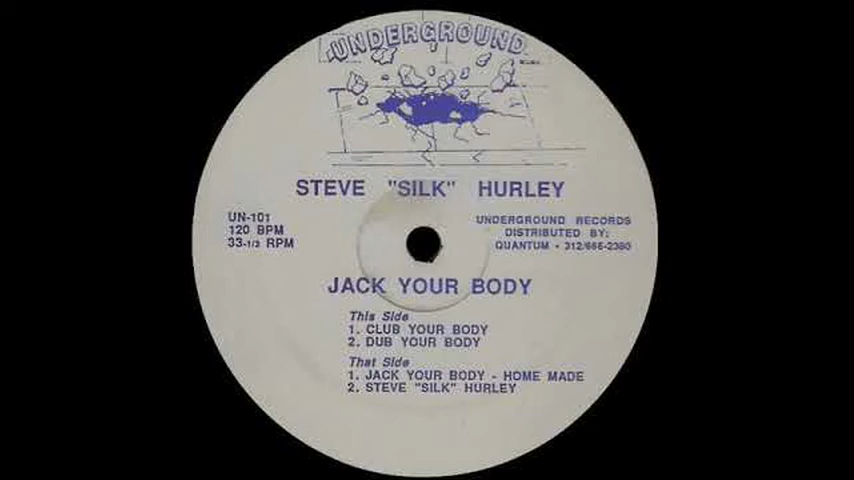 UNDERGROUND
STEVE "SILK" HURLEY
UN-101
120 BPM
33-1/3 RPM
UNDERGROUND RECORDS
DISTRIBUTED BY:
QUANTUM • 312/666-2360
JACK YOUR BODY
This Side
1. CLUB YOUR BODY
2. DUB YOUR BODY
That Side
1. JACK YOUR BODY - HOME MADE
2. STEVE "SILK" HURLEY